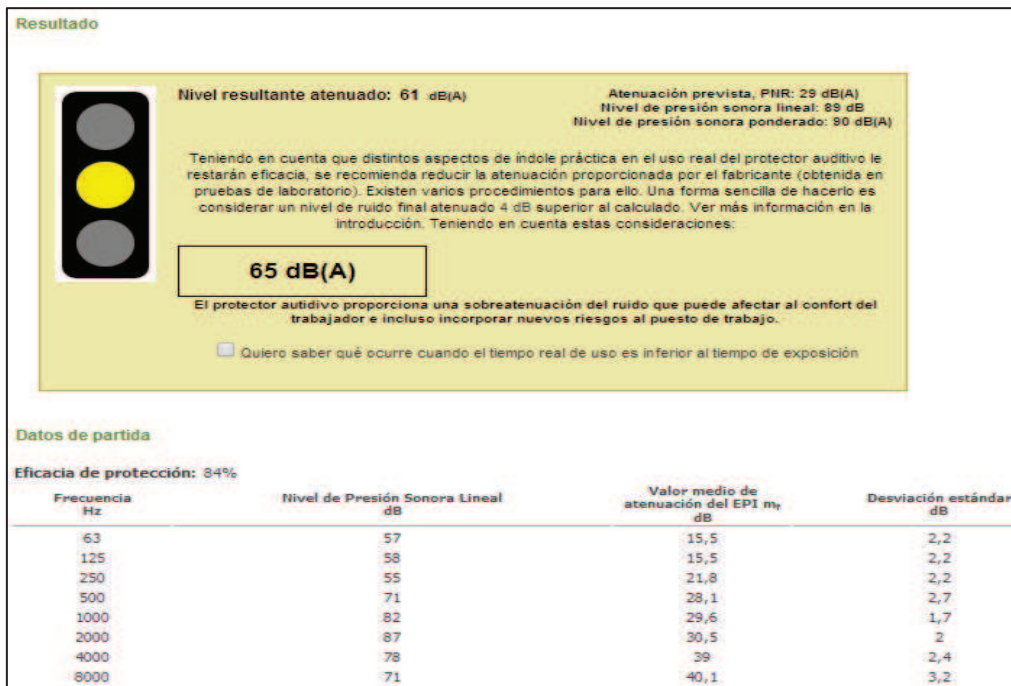 Resultado
Nivel resultante atenuado: 61 dB(A)
Atenuación prevista, PNR: 29 dB(A)
Nivel de presión sonora lineal: 89 dB
Nivel de presión sonora ponderado: 90 dB(A)
Teniendo en cuenta que distintos aspectos de índole práctica en el uso real del protector auditivo le
restarán eficacia, se recomienda reducir la atenuación proporcionada por el fabricante (obtenida en
pruebas de laboratorio). Existen varios procedimientos para ello. Una forma sencilla de hacerlo es
considerar un nivel de ruido final atenuado 4 dB superior al calculado. Ver más información en la
introducción. Teniendo en cuenta estas consideraciones:
65 dB(A)
El protector autidivo proporciona una sobreatenuación del ruido que puede afectar al confort del
trabajador e incluso incorporar nuevos riesgos al puesto de trabajo.
Quiero saber qué ocurre cuando el tiempo real de uso es inferior al tiempo de exposición
Datos de partida
Eficacia de protección: 84%
Frecuencia Hz Nivel de Presión Sonora Lineal dB Valor medio de atenuación del EPI mf dB Desviación estándar dB
63 57 15,5 2,2
125 58 15,5 2,2
250 55 21,8 2,2
500 71 28,1 2,7
1000 82 29,6 1,7
2000 87 30,5 2
4000 78 39 2,4
8000 71 40,1 3,2